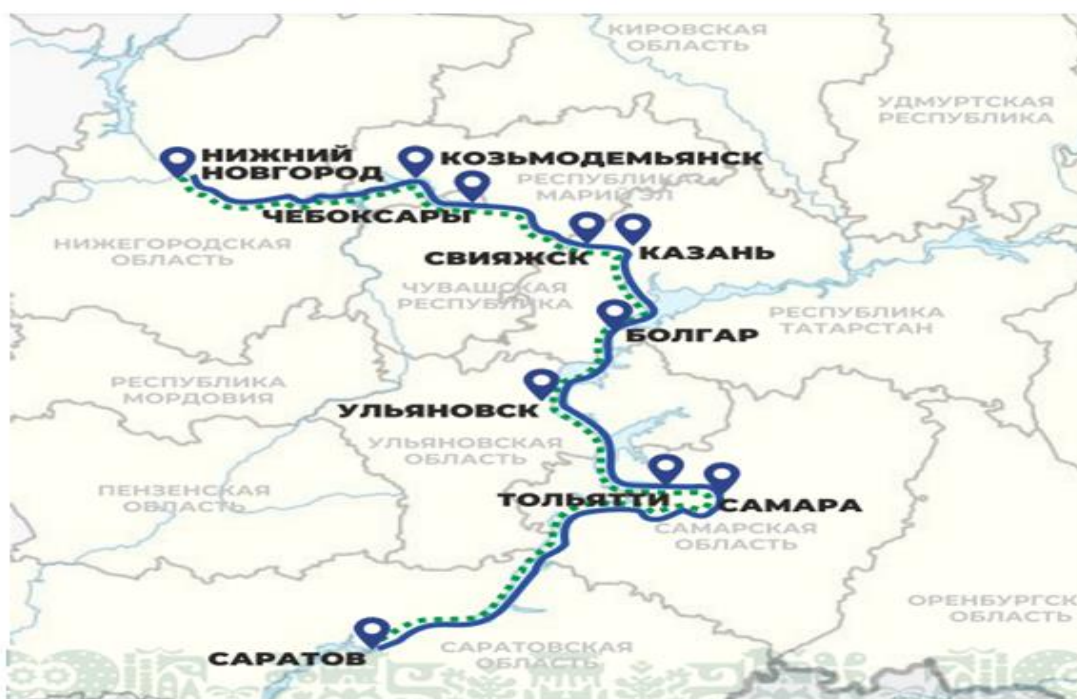 КИРОВСКАЯ
ОБЛАСТЬ
УДМУРТСКАЯ
РЕСПУБЛИКА
НИЖНИЙ
НОВГОРОД
КОЗЬМОДЕМЬЯНСК
РЕСПУБЛИКА
МАРИЙ ЭЛ
ЧЕБОКСАРЫ
НИЖЕГОРОДСКАЯ
ОБЛАСТЬ
СВИЯЖСК
КАЗАНЬ
ЧУВАШСКАЯ
РЕСПУБЛИКА
РЕСПУБЛИКА
ТАТАРСТАН
БОЛГАР
РЕСПУБЛИКА
МОРДОВИЯ
УЛЬЯНОВСК
УЛЬЯНОВСКАЯ
ОБЛАСТЬ
ПЕНЗЕНСКАЯ
ОБЛАСТЬ
ТОЛЬЯТТИ
САМАРА
САМАРСКАЯ
ОБЛАСТЬ
ОРЕНБУРГСК
ОБЛАСТЬ
САРАТОВ
САРАТОВСКАЯ
ОБЛАСТЬ